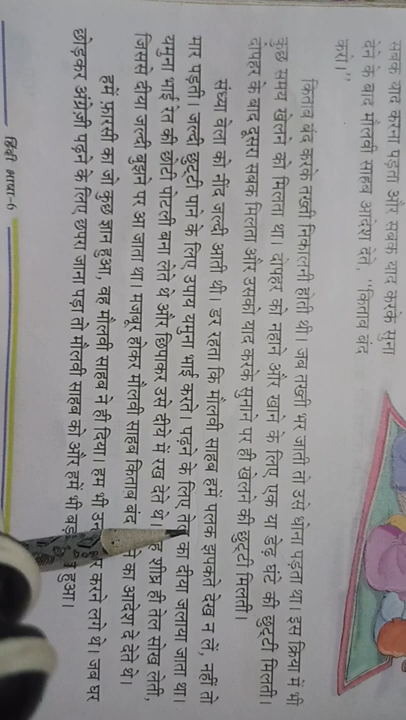 सबक याद करना पड़ता और सबक याद करके सुना
देने के बाद मौलवी साहब आदेश देते, "किताब बंद
करो।"
किताब बंद करके तख्ती निकालनी होती थी। जब तख्ती भर जाती तो उसे धोना पड़ता था। इस क्रिया में भी
कुछ समय खेलने को मिलता था। दोपहर को नहाने और खाने के लिए एक या डेढ़ घंटे की छुट्टी मिलती।
दोपहर के बाद दूसरा सबक मिलता और उसको याद करके सुनाने पर ही खेलने की छुट्टी मिलती।
संध्या बेला को नींद जल्दी आती थी। डर रहता कि मौलवी साहब हमें पलक झपकते देख न लें, नहीं तो
मार पड़ती। जल्दी छुट्टी पाने के लिए उपाय यमुना भाई करते। पढ़ने के लिए का दीया जलाया जाता था।
यमुना भाई रेत की छोटी पोटली बना लेते थे और छिपाकर उसे दीये में रख देते थे। शीघ्र ही तेल सोख लेती,
जिससे दीया जल्दी बुझने पर आ जाता था। मजबूर होकर मौलवी साहब किताब बंद का आदेश दे देते थे।
हमें फ़ारसी का जो कुछ ज्ञान हुआ, वह मौलवी साहब ने ही दिया। हम भी करने लगे थे। जब घर
छोड़कर अंग्रेज़ी पढ़ने के लिए छपरा जाना पड़ा तो मौलवी साहब को और हमें भी हुआ।
हिंदी भाषा-6